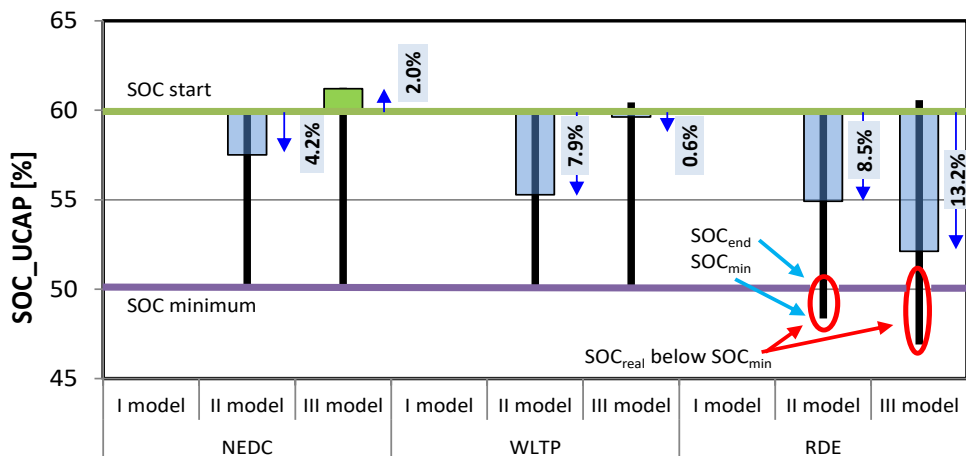 SOC_UCAP [%]
65
60
55
50
45
SOC start
SOC minimum
4.2%
2.0%
7.9%
0.6%
8.5%
13.2%
SOCend
SOCmin
SOCreal below SOCmin
I model II model III model I model II model III model I model II model III model
NEDC WLTP RDE